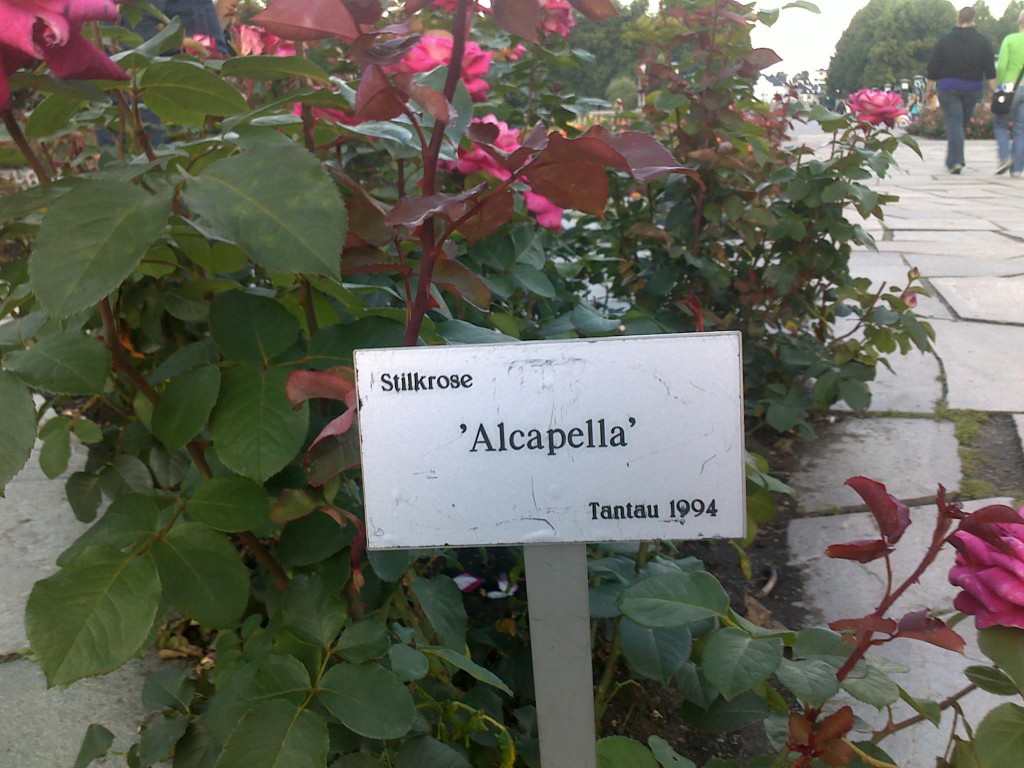 Stilkrose
'Alcapella'
Tantau 1994